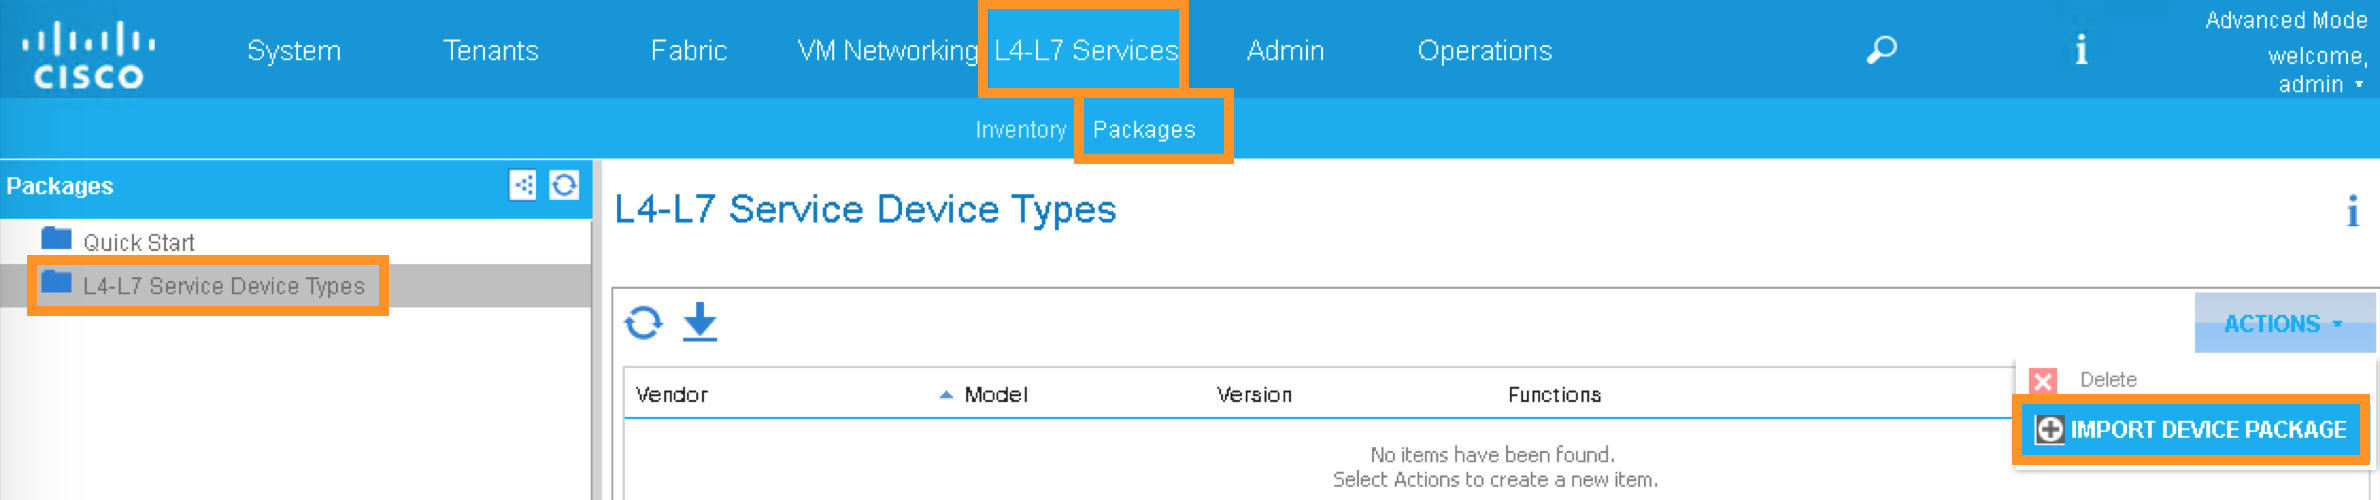 CISCO
System Tenants Fabric VM Networking L4-L7 Services Admin Operations i
Advanced Mode
welcome,
admin
Inventory Packages
Packages
Quick Start
L4-L7 Service Device Types
L4-L7 Service Device Types i
ACTIONS
Vendor Model Version Functions
Delete
IMPORT DEVICE PACKAGE
No items have been found.
Select Actions to create a new item.